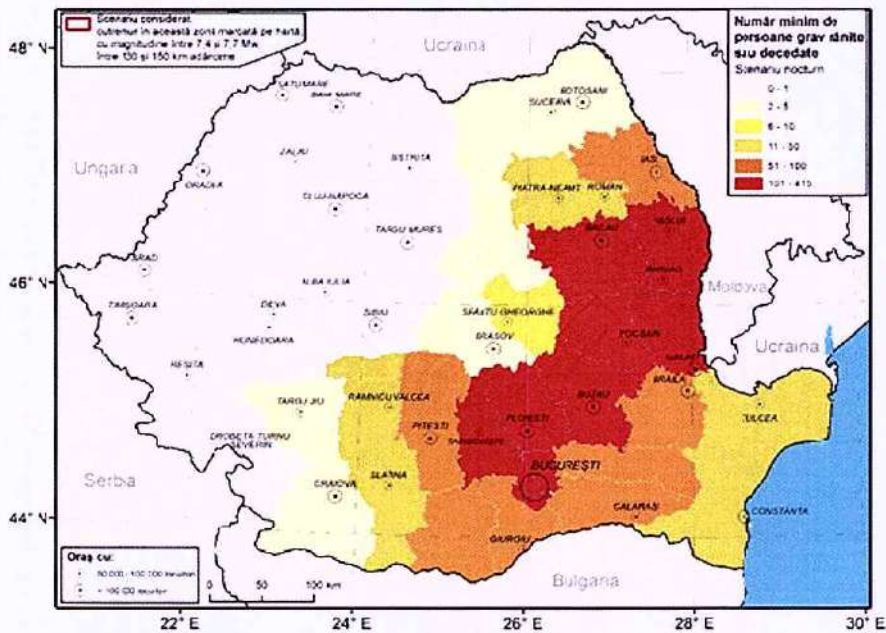 Scenariu considerat
cutremur în această zonă marcată pe hartă,
cu magnitudine între 7,4 și 7,7 Mw,
între 130 și 150 km adâncime
Număr minim de
persoane grav rănite
sau decedate
Scenariu nocturn
0 - 1
2 - 5
6 - 10
11 - 50
51 - 100
101 - 415
48° N
46° N
44° N
Ucraina
Ungara
Moldova
Ucraina
Serbia
Bulgaria
SATU MARE
BAIA MARE
BOTOSANI
SUCEAVA
ZALAU
BISTRITA
IASI
ORADEA
PIATRA-NEAMT
ROMAN
CLUJ-NAPOCA
TARGU MURES
BACAU
VASLUI
ARAD
ALBA IULIA
BARLAD
TIMISOARA
DEVA
SIBIU
SFANTU GHEORGHE
HUNEDOARA
BRASOV
FOCSANI
RESITA
GALATI
BRAILA
TARGU JIU
RAMNICU VALCEA
BUZAU
TULCEA
PITESTI
PLOIESTI
TARGOVISTE
DROBETA-TURNU
SEVERIN
BUCUREȘTI
SLATINA
CRAIOVA
CALARASI
CONSTANTA
GIURGIU
Oraș cu:
50.000 - 100.000 locuitori
> 100.000 locuitori
0 50 100 km
22° E 24° E 26° E 28° E 30° E